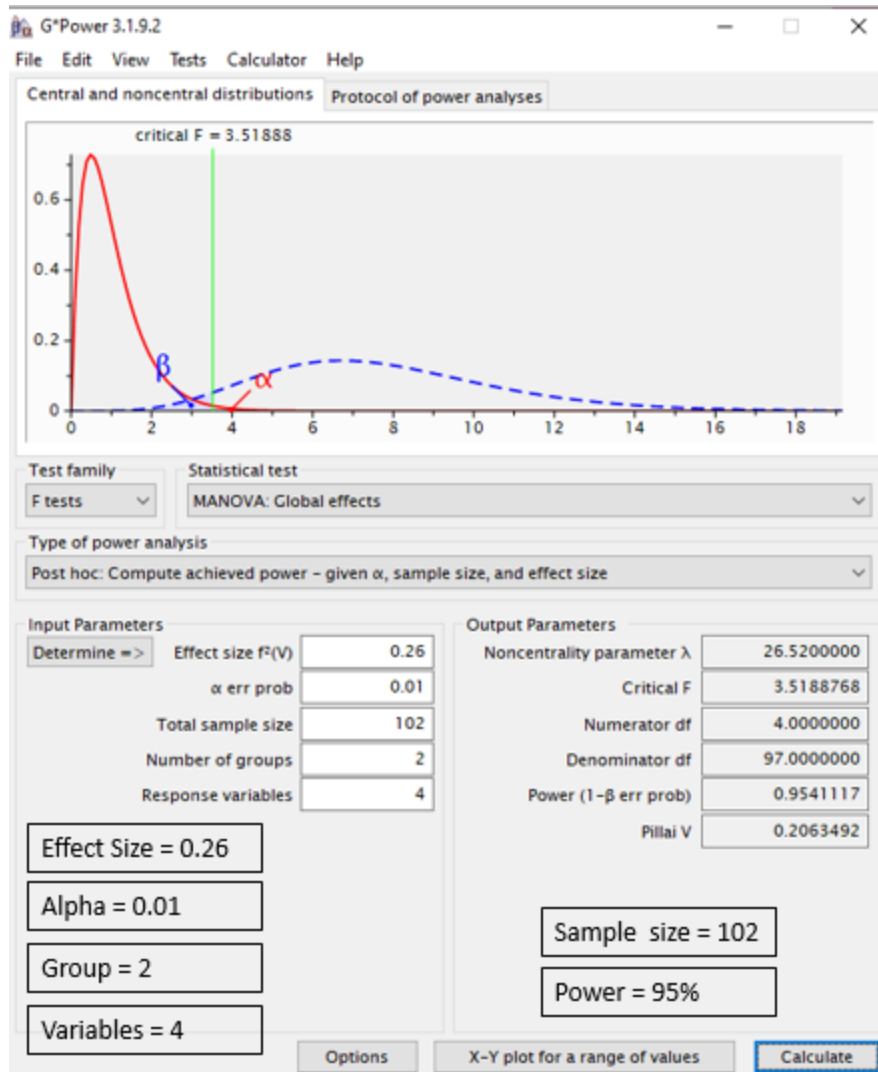 βα G*Power 3.1.9.2
File Edit View Tests Calculator Help
Central and noncentral distributions Protocol of power analyses
critical F = 3.51888
0.6
0.4
0.2
0
β
α
0 2 4 6 8 10 12 14 16 18
Test family Statistical test
F tests MANOVA: Global effects
Type of power analysis
Post hoc: Compute achieved power – given α, sample size, and effect size
Input Parameters Output Parameters
Determine => Effect size f²(V) 0.26 Noncentrality parameter λ 26.5200000
α err prob 0.01 Critical F 3.5188768
Total sample size 102 Numerator df 4.0000000
Number of groups 2 Denominator df 97.0000000
Response variables 4 Power (1-β err prob) 0.9541117
Pillai V 0.2063492
Effect Size = 0.26
Alpha = 0.01
Group = 2
Variables = 4
Sample size = 102
Power = 95%
Options X-Y plot for a range of values Calculate